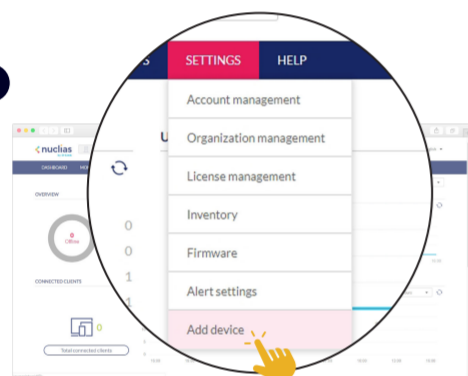 S
SETTINGS
HELP
Account management
U
Organization management
License management
0
Inventory
0
Firmware
1
Alert settings
1
Add device
nuclias
DASHBOARD
OVERVIEW
0
Offline
CONNECTED CLIENTS
0
Total connected clients